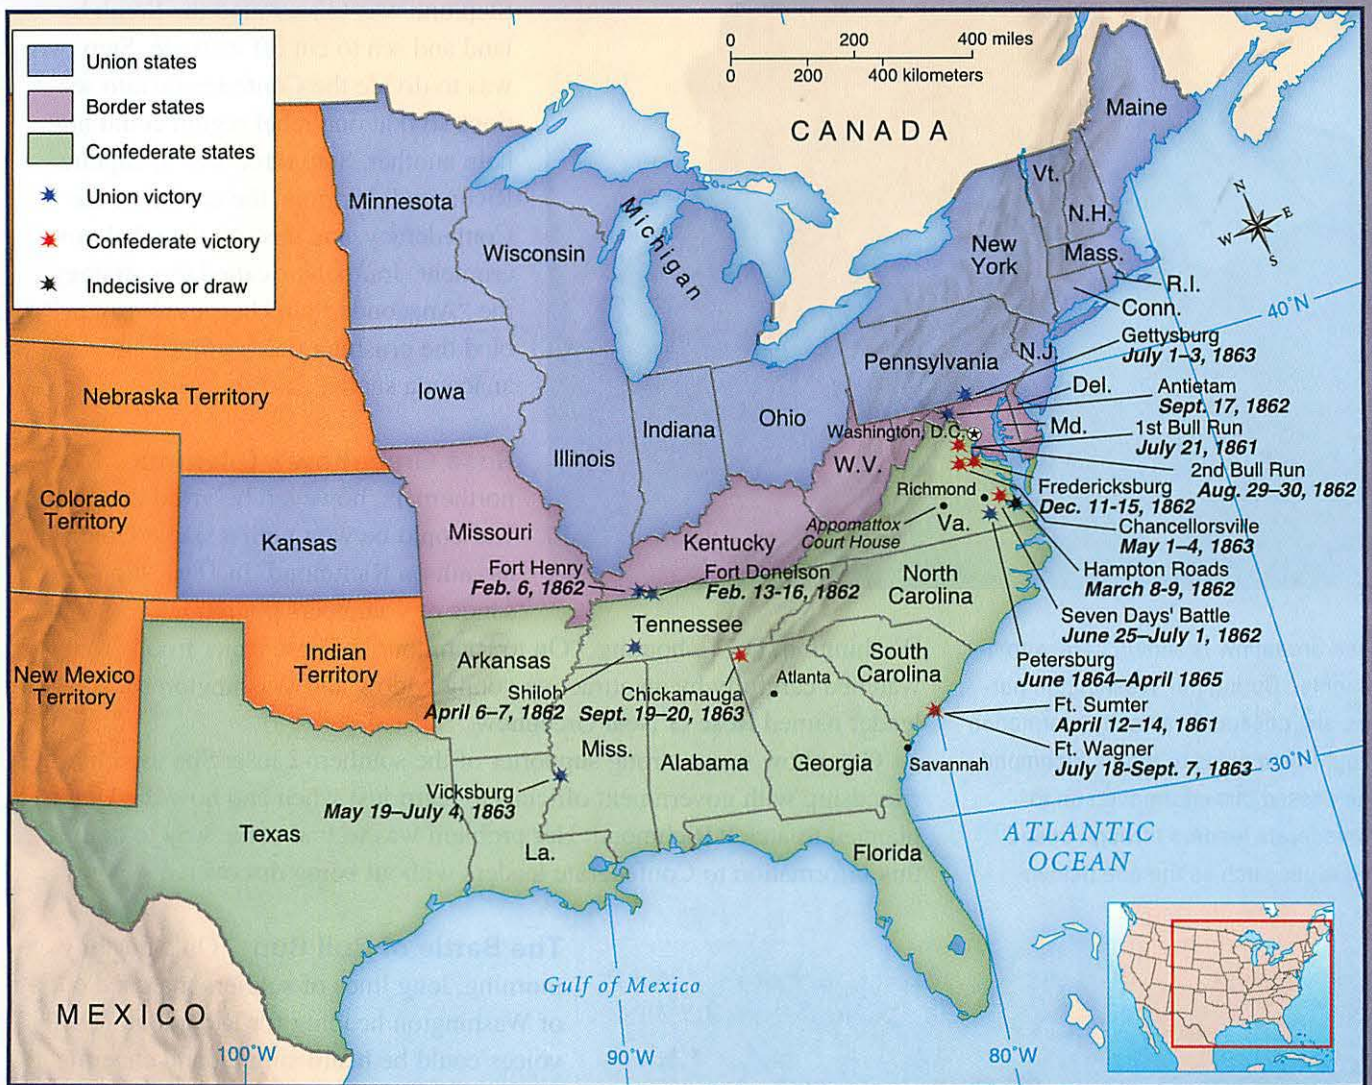 Union states
Border states
Confederate states
Union victory
Confederate victory
Indecisive or draw
0 200 400 miles
0 200 400 kilometers
CANADA
Maine
Vt.
N.H.
Mass.
R.I.
Conn.
New
York
N.J.
Pennsylvania
Minnesota
Wisconsin
Michigan
Iowa
Illinois
Indiana
Ohio
Nebraska Territory
Colorado
Territory
Kansas
Missouri
Kentucky
W.V.
Del.
Md.
Washington, D.C.
Richmond
Va.
Appomattox
Court House
N
E
S
W
40°N
Gettysburg
July 1–3, 1863
Antietam
Sept. 17, 1862
1st Bull Run
July 21, 1861
2nd Bull Run
Aug. 29–30, 1862
Fredericksburg
Dec. 11-15, 1862
Chancellorsville
May 1–4, 1863
Hampton Roads
March 8-9, 1862
Seven Days' Battle
June 25–July 1, 1862
Petersburg
June 1864–April 1865
Ft. Sumter
April 12–14, 1861
Ft. Wagner
July 18-Sept. 7, 1863
Fort Henry
Feb. 6, 1862
Fort Donelson
Feb. 13-16, 1862
New Mexico
Territory
Indian
Territory
Arkansas
Tennessee
North
Carolina
South
Carolina
Shiloh
April 6–7, 1862
Chickamauga
Sept. 19–20, 1863
Atlanta
Miss.
Alabama
Georgia
Savannah
Vicksburg
May 19–July 4, 1863
Texas
La.
Florida
30°N
ATLANTIC
OCEAN
Gulf of Mexico
MEXICO
100°W
90°W
80°W